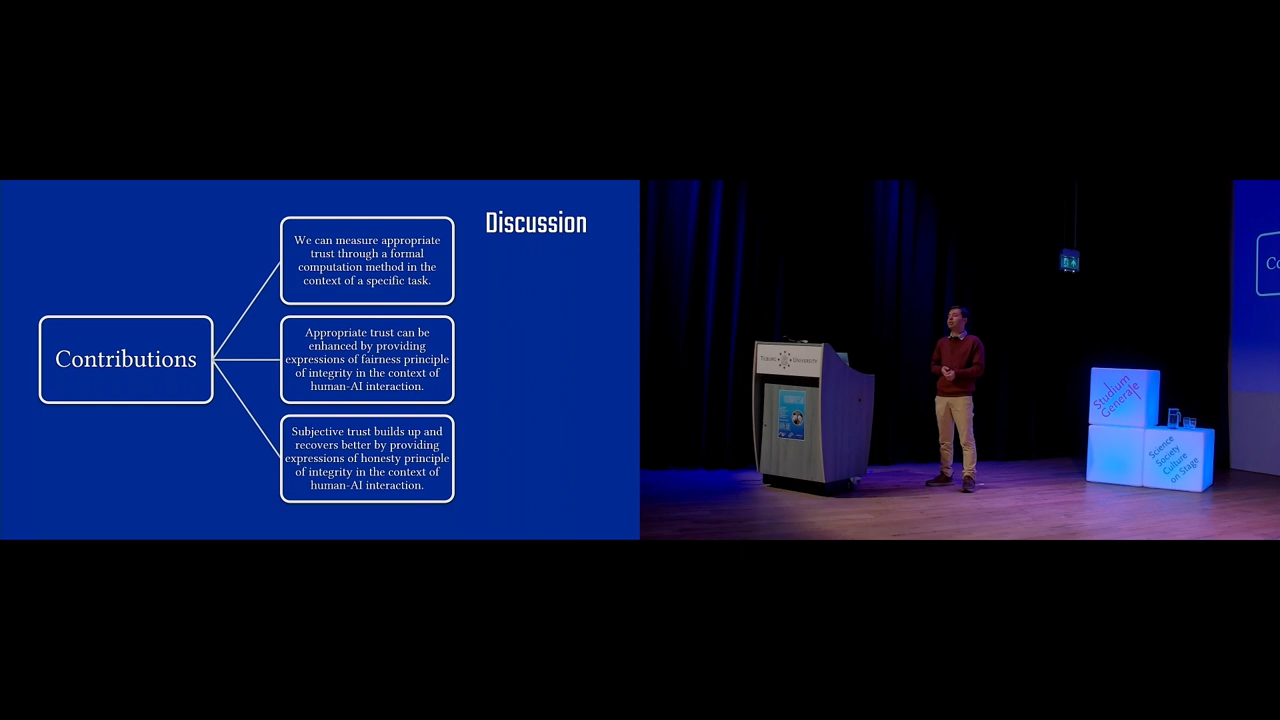 Discussion
We can measure appropriate
trust through a formal
computation method in the
context of a specific task.
Contributions
Appropriate trust can be
enhanced by providing
expressions of fairness principle
of integrity in the context of
human-AI interaction.
Subjective trust builds up and
recovers better by providing
expressions of honesty principle
of integrity in the context of
human-AI interaction.
TILBURG UNIVERSITY
Studium
Generale
Science
Society
Culture
on Stage
Co